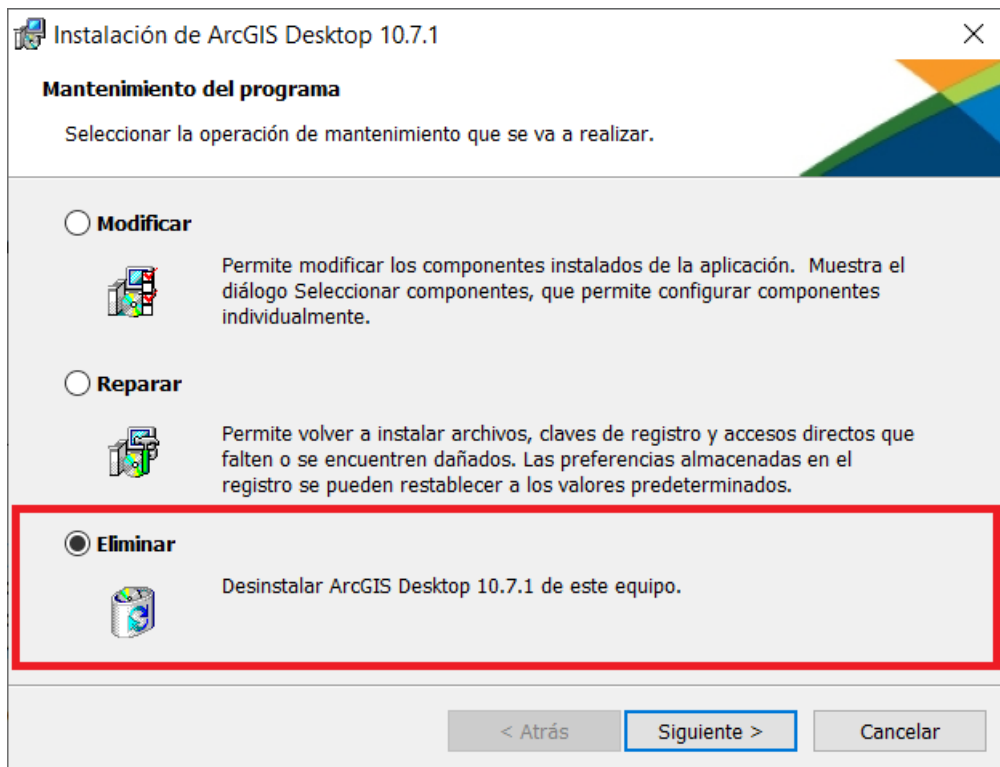 Instalación de ArcGIS Desktop 10.7.1
Mantenimiento del programa
Seleccionar la operación de mantenimiento que se va a realizar.
Modificar
Permite modificar los componentes instalados de la aplicación.  Muestra el
diálogo Seleccionar componentes, que permite configurar componentes
individualmente.
Reparar
Permite volver a instalar archivos, claves de registro y accesos directos que
falten o se encuentren dañados. Las preferencias almacenadas en el
registro se pueden restablecer a los valores predeterminados.
Eliminar
Desinstalar ArcGIS Desktop 10.7.1 de este equipo.
< Atrás
Siguiente >
Cancelar